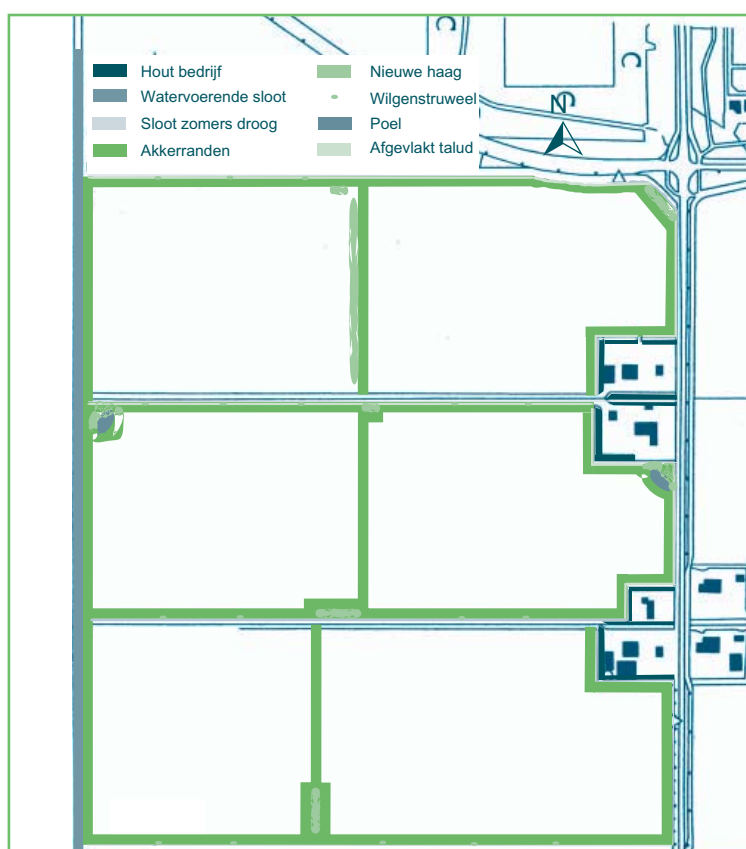 Hout bedrijf
Watervoerende sloot
Sloot zomers droog
Akkerranden
Nieuwe haag
Wilgenstruweel
Poel
Afgevlakt talud
N
C
C
C